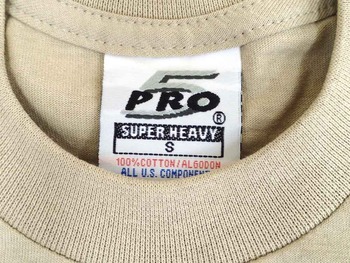 5
PRO®
SUPER HEAVY
S
100% COTTON/ALGODON
ALL U.S. COMPONENT